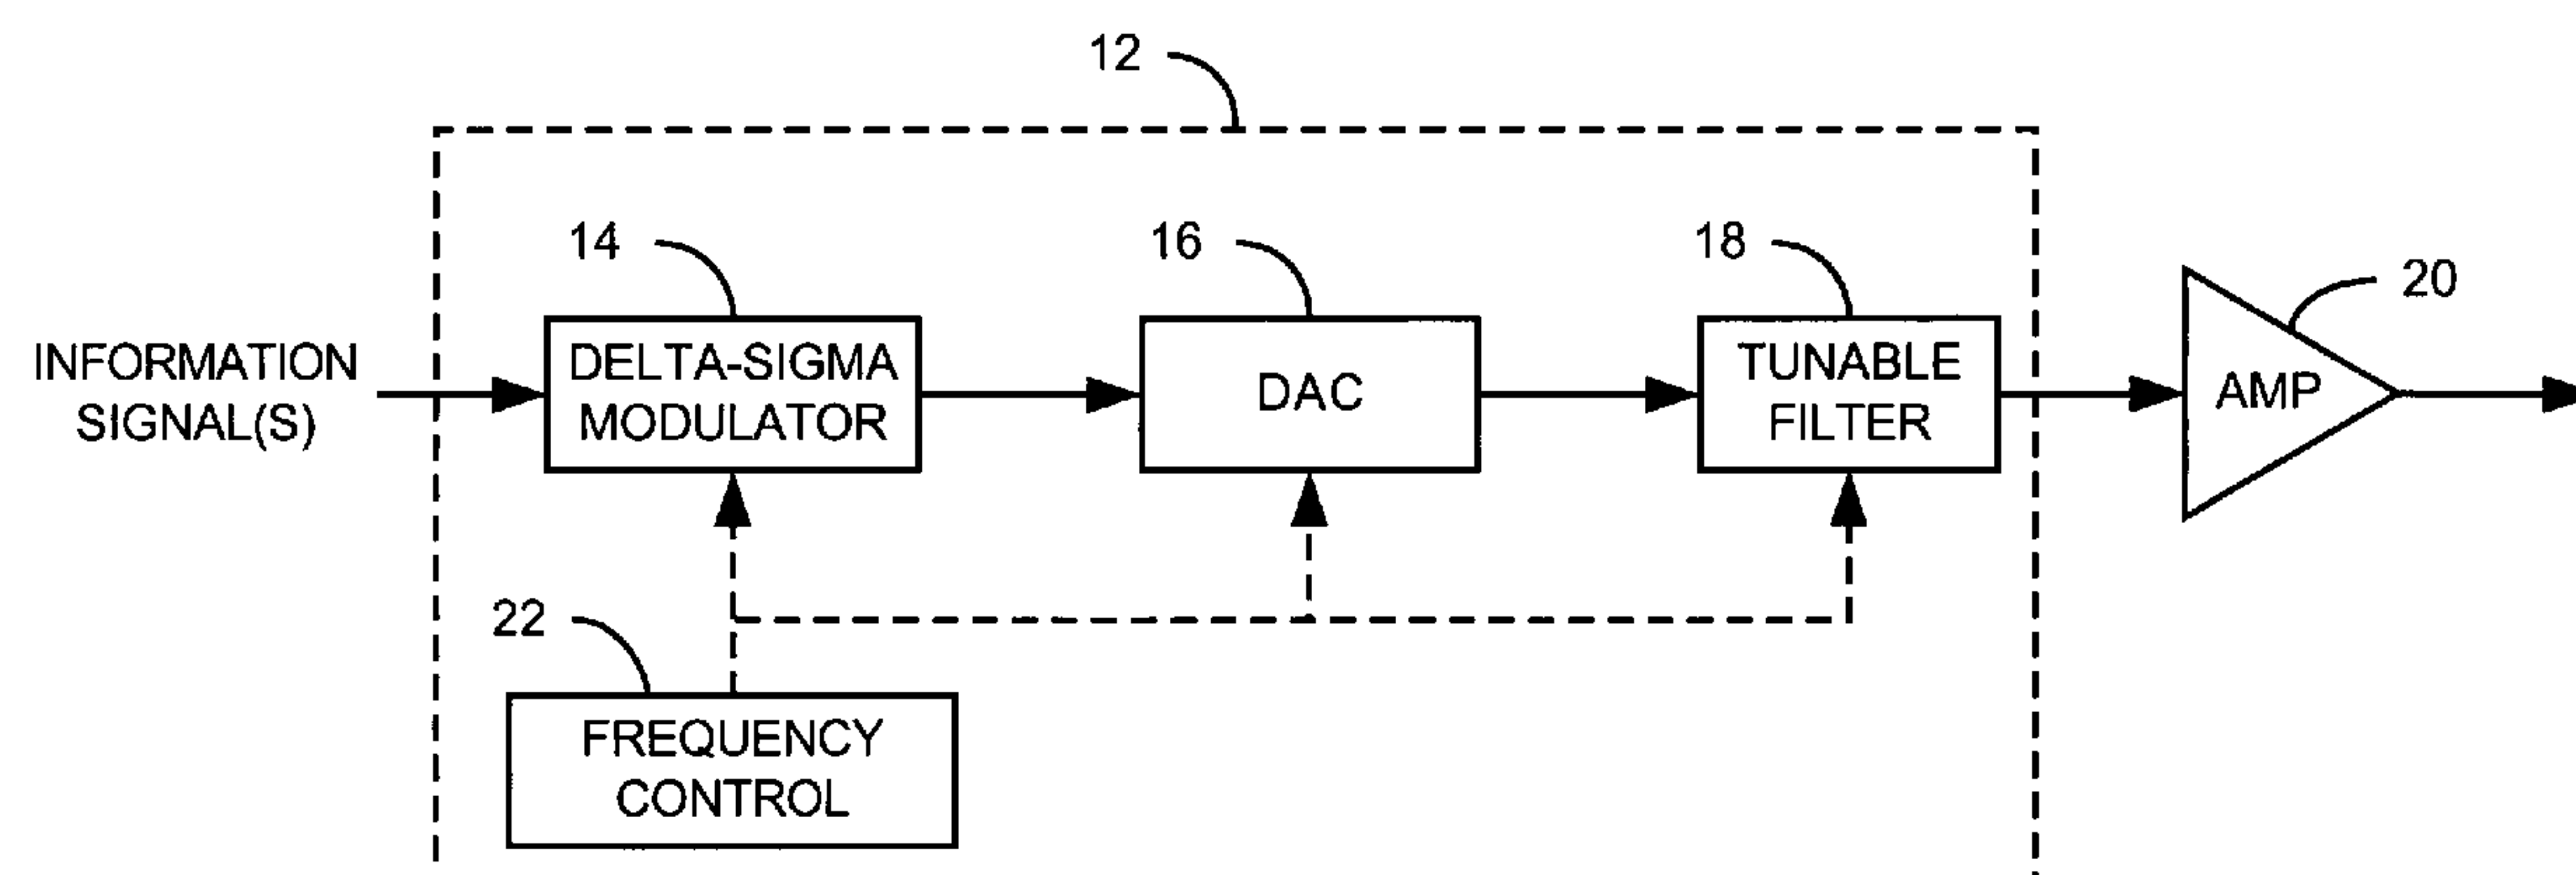 12
14
16
18
20
INFORMATION
SIGNAL(S)
DELTA-SIGMA
MODULATOR
DAC
TUNABLE
FILTER
AMP
22
FREQUENCY
CONTROL